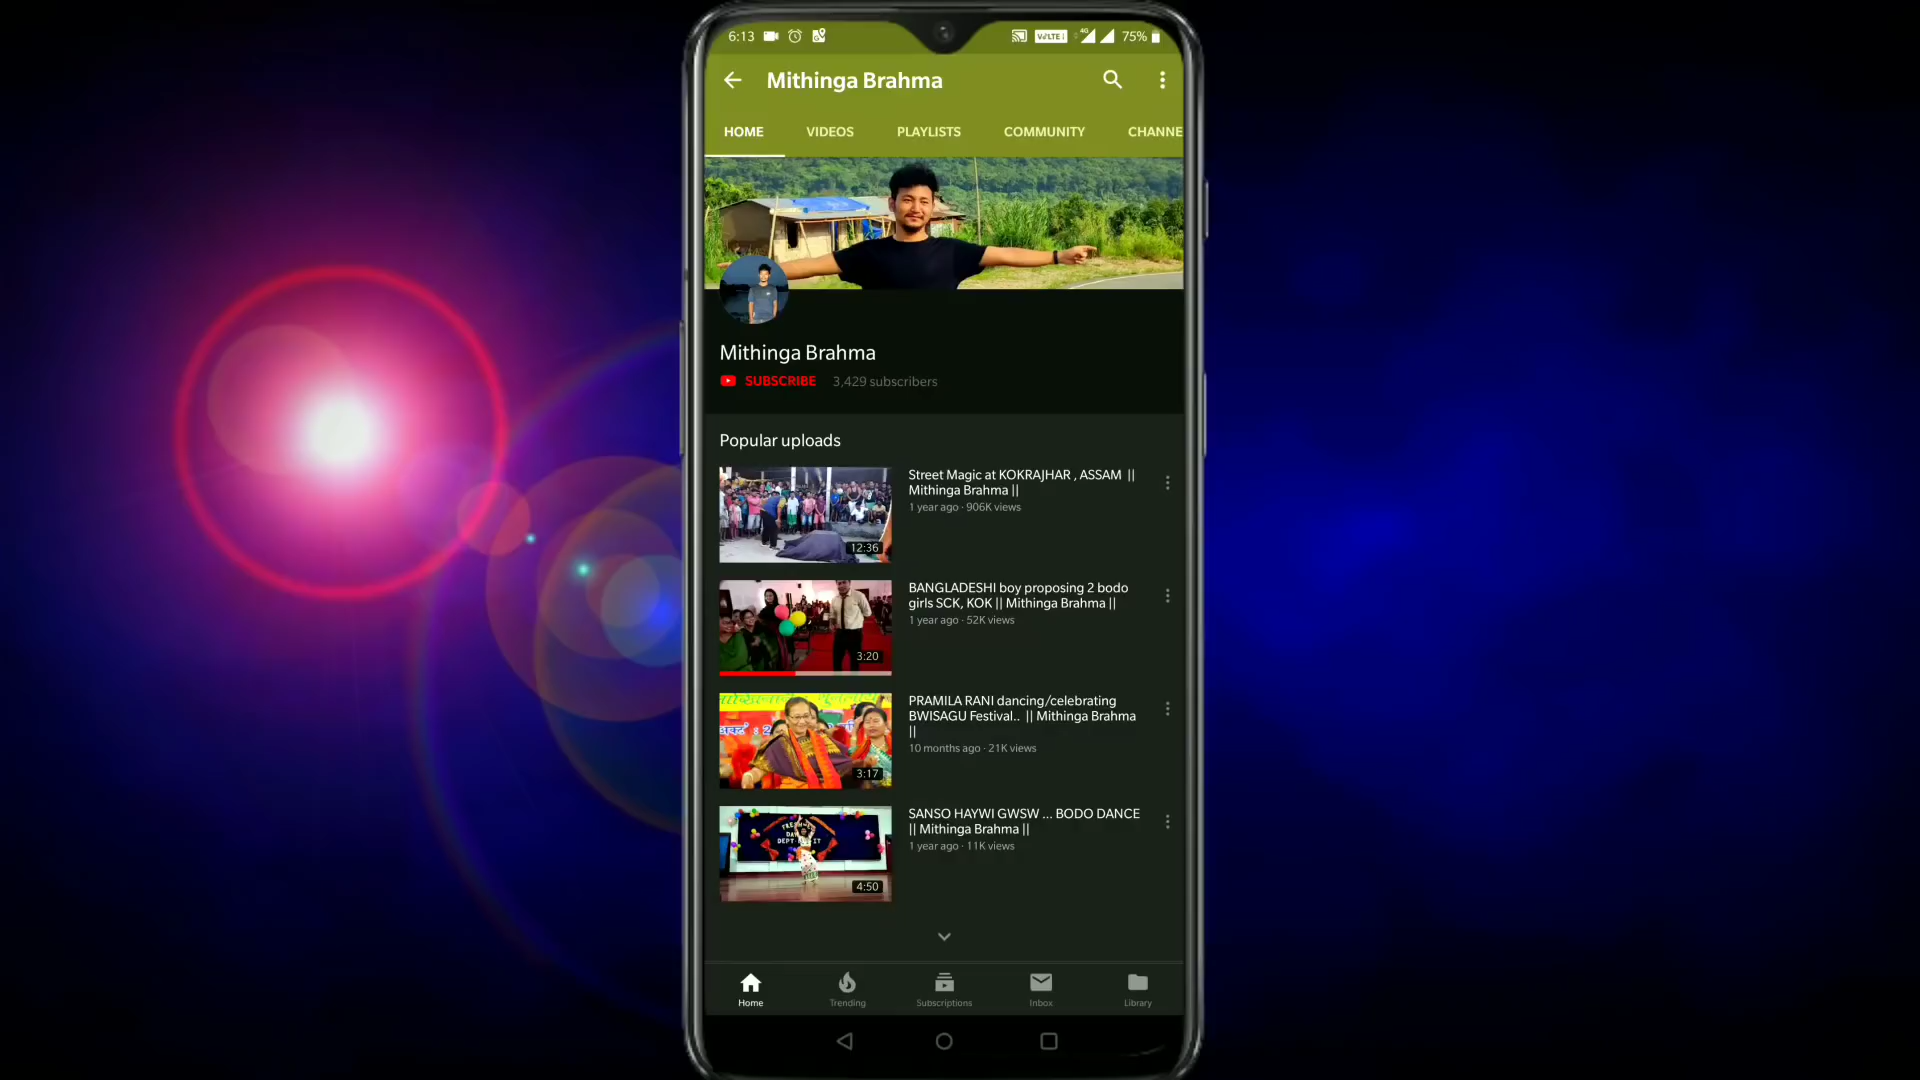 6:13 VoLTE 4G 75%
Mithinga Brahma
HOME VIDEOS PLAYLISTS COMMUNITY CHANNE
Mithinga Brahma
SUBSCRIBE 3,429 subscribers
Popular uploads
Street Magic at KOKRAJHAR , ASSAM ||
Mithinga Brahma ||
1 year ago · 906K views
12:36
BANGLADESHI boy proposing 2 bodo
girls SCK, KOK || Mithinga Brahma ||
1 year ago · 52K views
3:20
PRAMILA RANI dancing/celebrating
BWISAGU Festival.. || Mithinga Brahma
||
10 months ago · 21K views
3:17
SANSO HAYWI GWSW ... BODO DANCE
|| Mithinga Brahma ||
1 year ago · 11K views
4:50
Home Trending Subscriptions Inbox Library